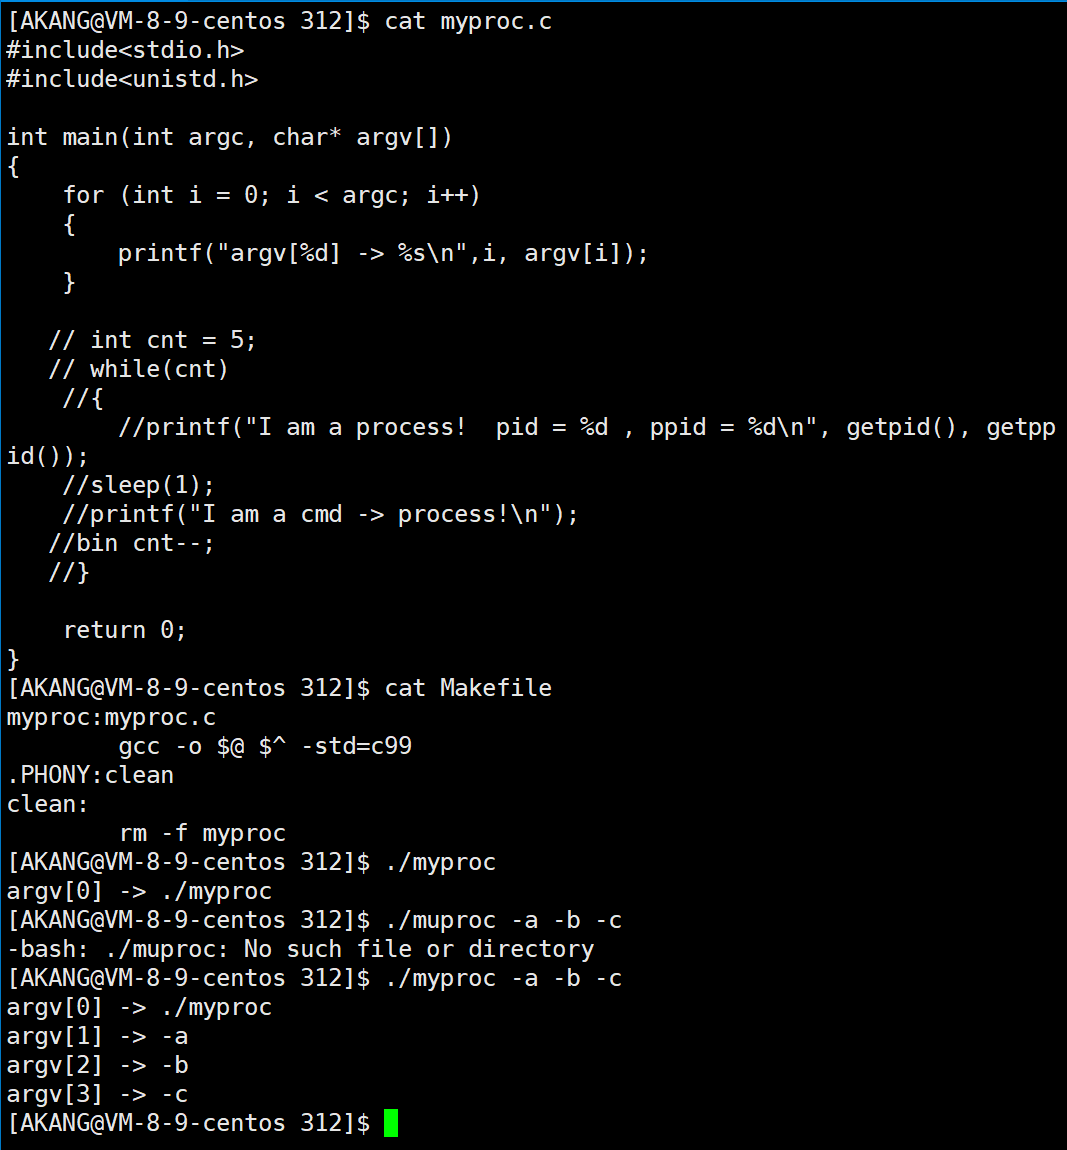 [AKANG@VM-8-9-centos 312]$ cat myproc.c
#include<stdio.h>
#include<unistd.h>

int main(int argc, char* argv[])
{
    for (int i = 0; i < argc; i++)
    {
        printf("argv[%d] -> %s\n",i, argv[i]);
    }

   // int cnt = 5;
   // while(cnt)
    //{
        //printf("I am a process!  pid = %d , ppid = %d\n", getpid(), getpp
id());
    //sleep(1);
    //printf("I am a cmd -> process!\n");
   //bin cnt--;
   //}

    return 0;
}
[AKANG@VM-8-9-centos 312]$ cat Makefile
myproc:myproc.c
        gcc -o $@ $^ -std=c99
.PHONY:clean
clean:
        rm -f myproc
[AKANG@VM-8-9-centos 312]$ ./myproc
argv[0] -> ./myproc
[AKANG@VM-8-9-centos 312]$ ./muproc -a -b -c
-bash: ./muproc: No such file or directory
[AKANG@VM-8-9-centos 312]$ ./myproc -a -b -c
argv[0] -> ./myproc
argv[1] -> -a
argv[2] -> -b
argv[3] -> -c
[AKANG@VM-8-9-centos 312]$